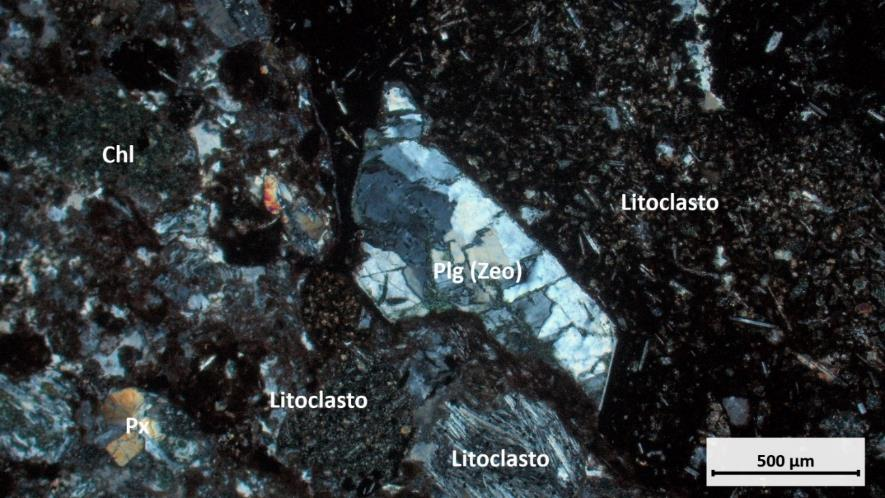 Chl
Litoclasto
Plg (Zeo)
Litoclasto
Px
Litoclasto
500 µm